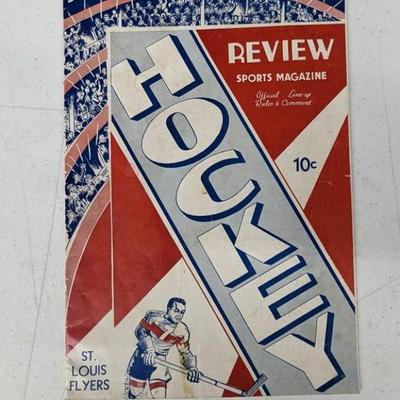 REVIEW
SPORTS MAGAZINE
Official Line-up
Rules & Comment
10c
HOCKEY
ST.
LOUIS
FLYERS